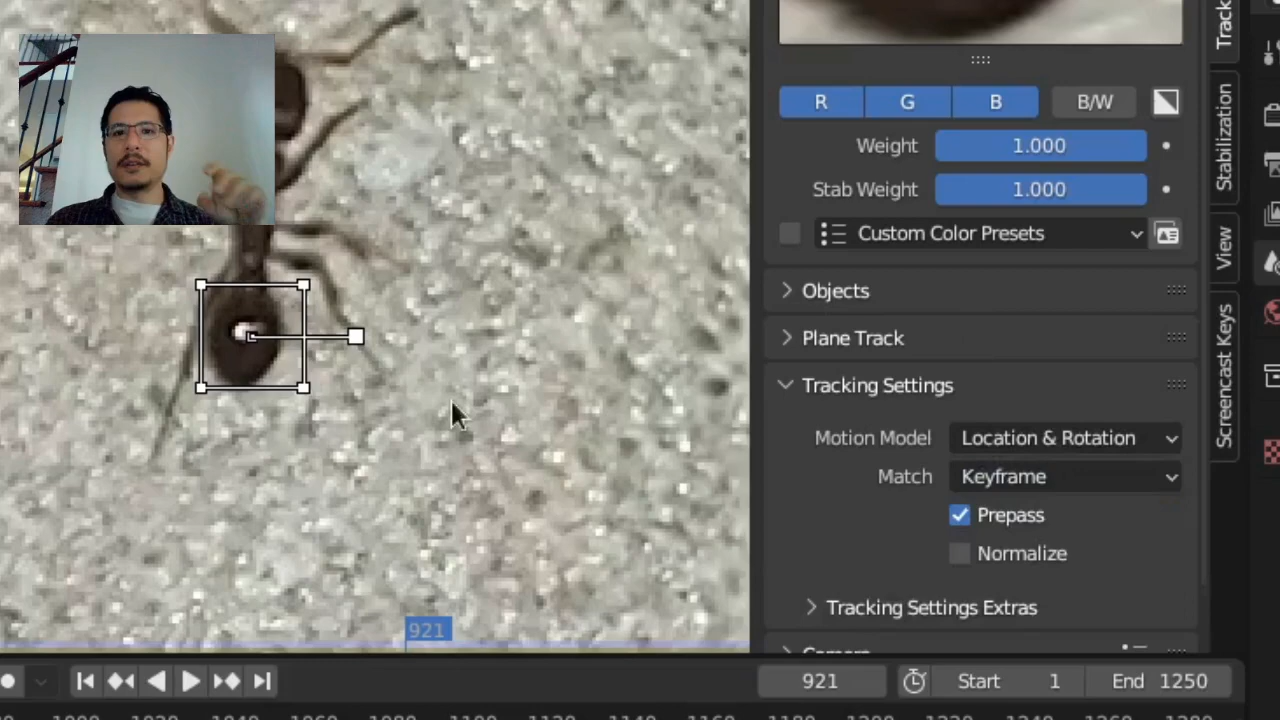 R G B B/W
Weight 1.000
Stab Weight 1.000
Custom Color Presets
Objects
Plane Track
Tracking Settings
Motion Model Location & Rotation
Match Keyframe
Prepass
Normalize
Tracking Settings Extras
Track
Stabilization
View
Screencast Keys
921
921 Start 1 End 1250